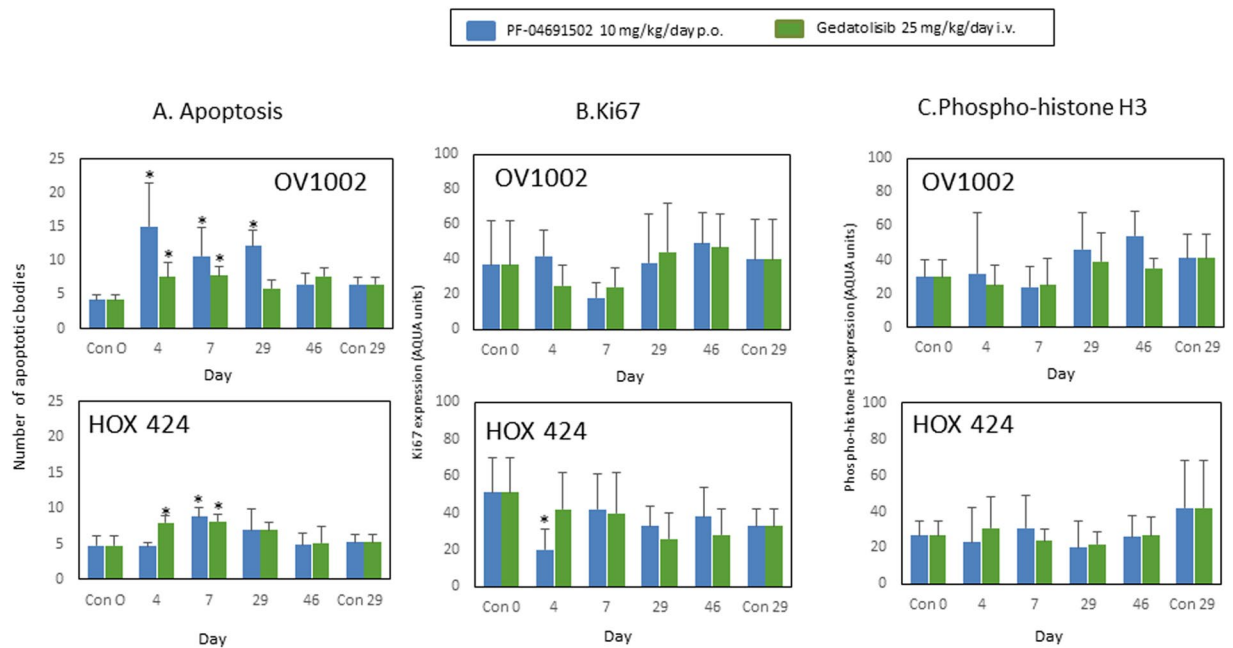 PF-04691502 10 mg/kg/day p.o. Gedatolisib 25 mg/kg/day i.v.
A. Apoptosis
B.Ki67
C.Phospho-histone H3
Number of apoptotic bodies
25
20
15
10
5
0
OV1002
* * * * *
Con O 4 7 29 46 Con 29
Day
25
20
15
10
5
0
HOX 424
* * *
Con O 4 7 29 46 Con 29
Day
Ki67 expression (AQUA units)
100
80
60
40
20
0
OV1002
Con 0 4 7 29 46 Con 29
Day
100
80
60
40
20
0
HOX 424
*
Con 0 4 7 29 46 Con 29
Day
Phospho-histone H3 expression (AQUA units)
100
80
60
40
20
0
OV1002
Con 0 4 7 29 46 Con 29
Day
100
80
60
40
20
0
HOX 424
Con 0 4 7 29 46 Con 29
Day